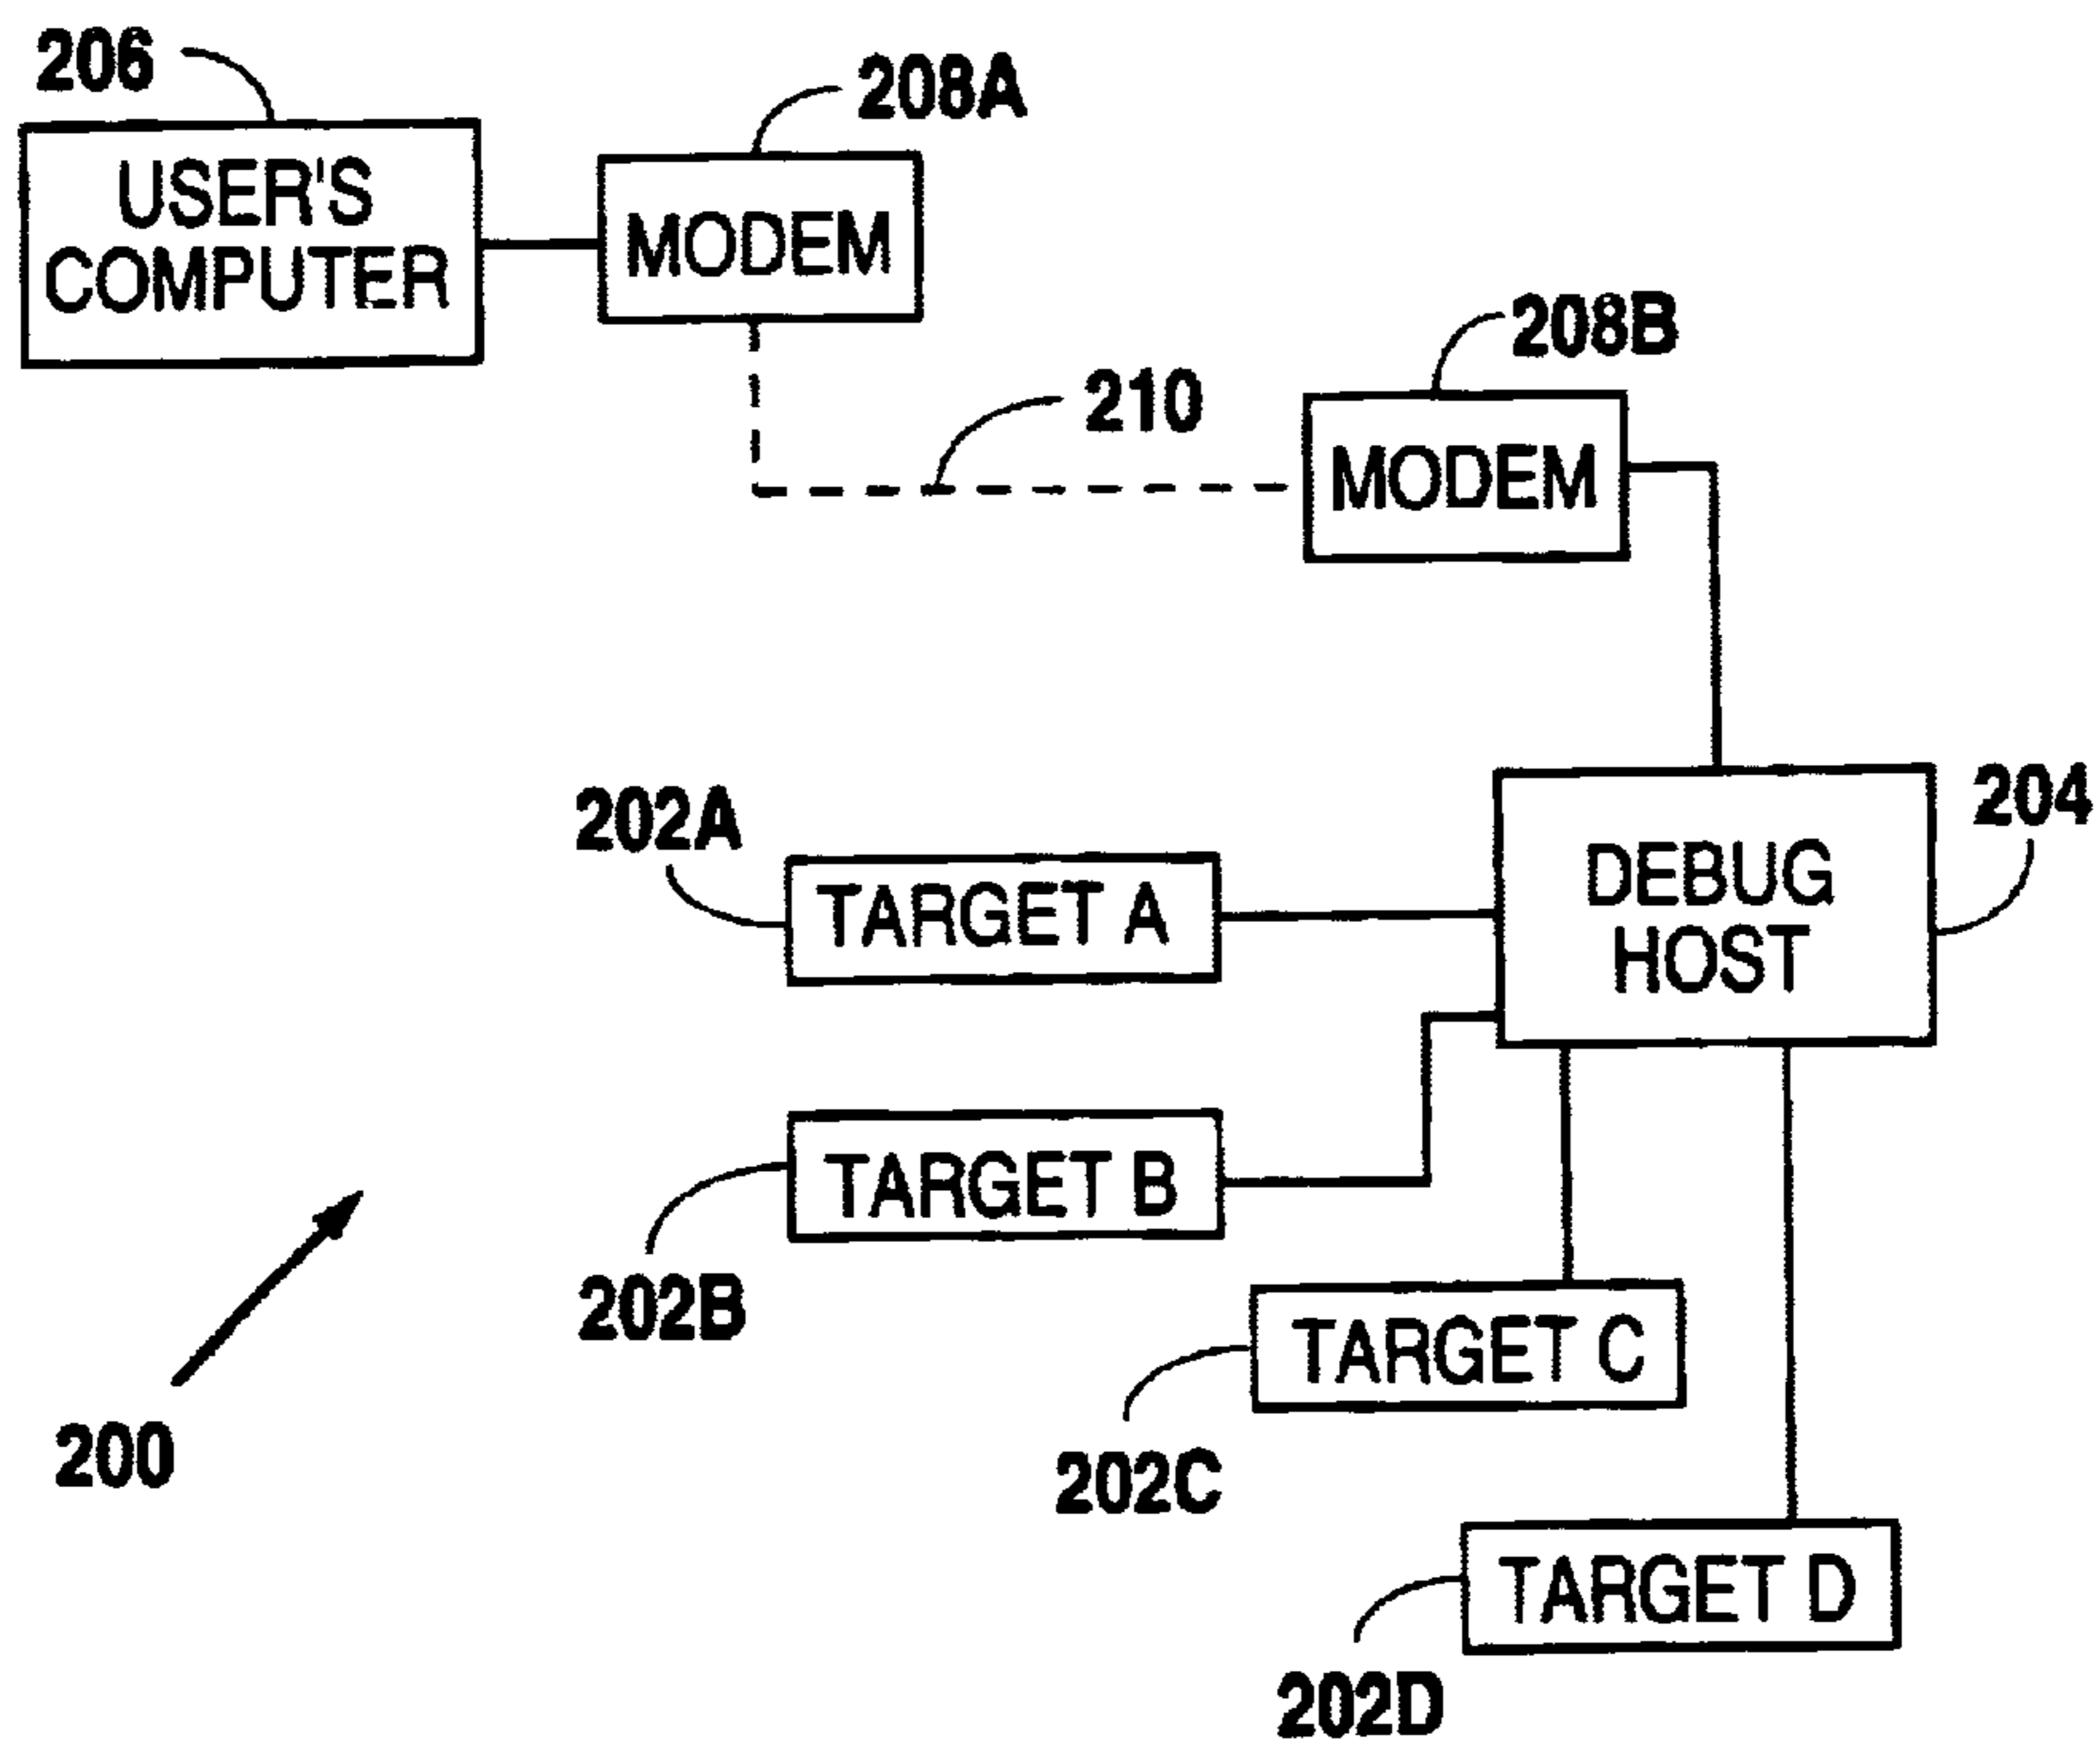 206
208A
USER'S
COMPUTER
MODEM
208B
210
MODEM
202A
204
TARGET A
DEBUG
HOST
TARGET B
202B
TARGET C
200
202C
TARGET D
202D